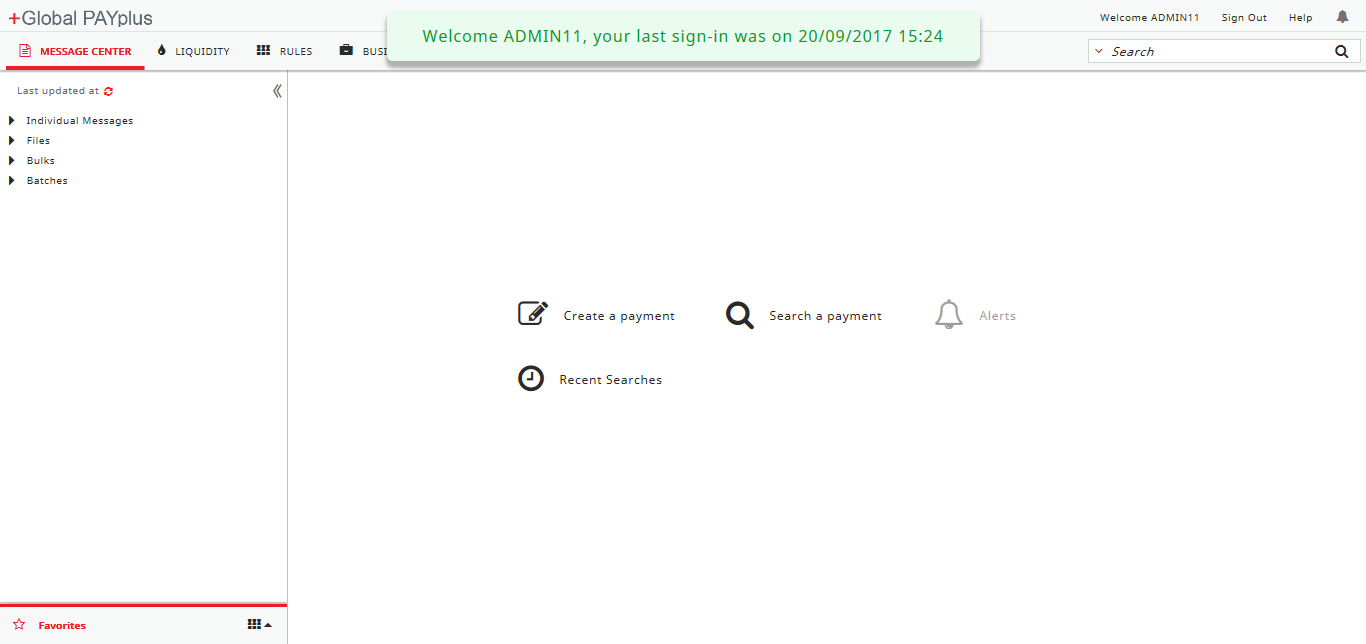 +Global PAYplus
Welcome ADMIN11 Sign Out Help
Welcome ADMIN11, your last sign-in was on 20/09/2017 15:24
MESSAGE CENTER LIQUIDITY RULES BUSI
Search
Last updated at
Individual Messages
Files
Bulks
Batches
Create a payment Search a payment Alerts
Recent Searches
Favorites